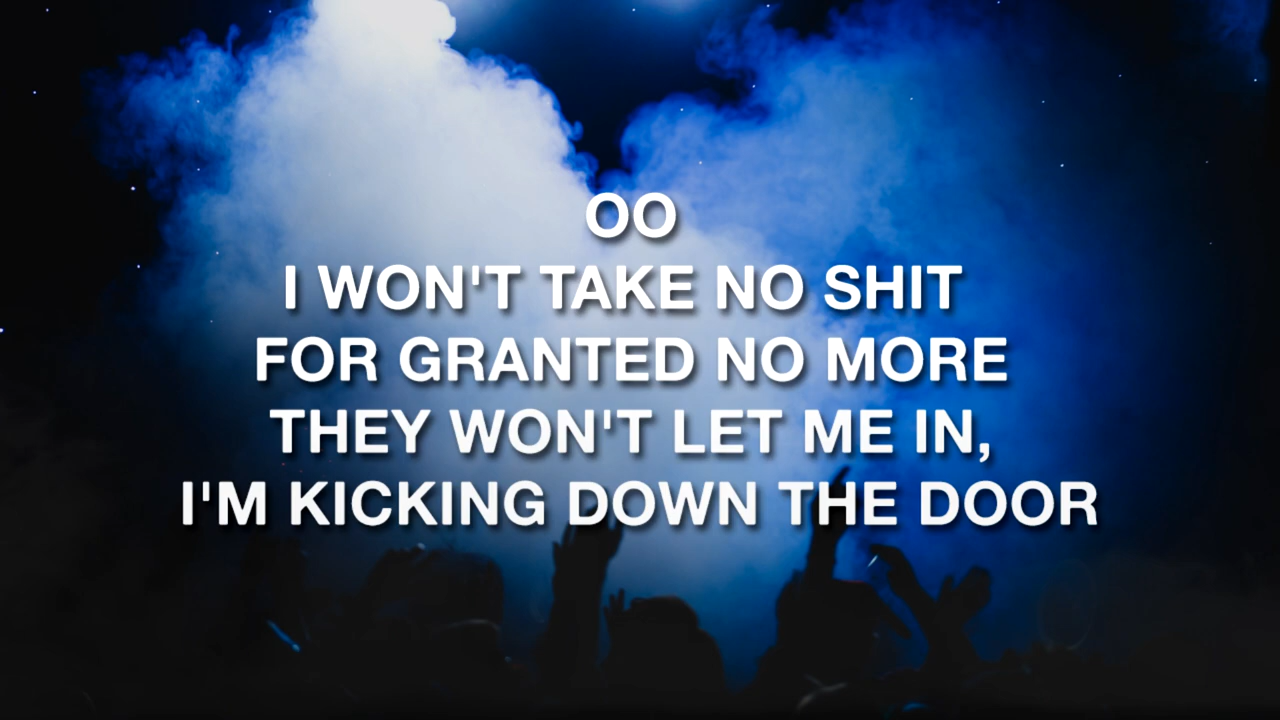 OO
I WON'T TAKE NO SHIT
FOR GRANTED NO MORE
THEY WON'T LET ME IN,
I'M KICKING DOWN THE DOOR